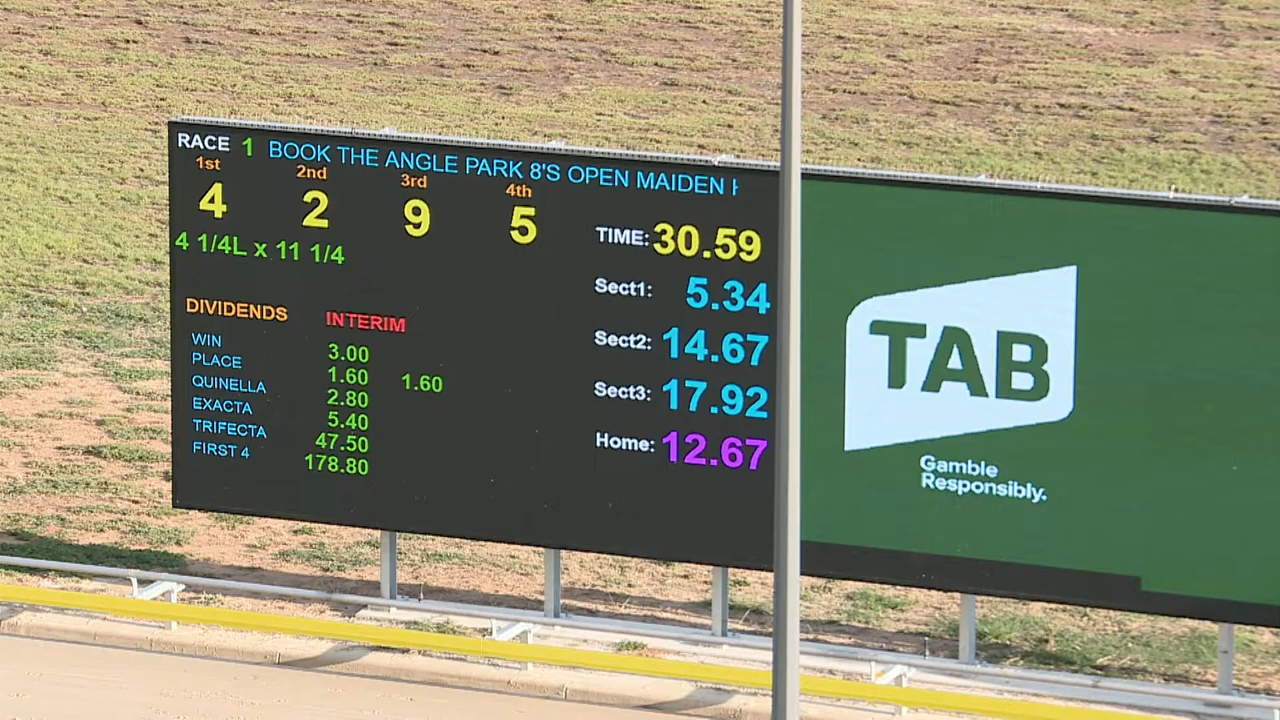 RACE 1 BOOK THE ANGLE PARK 8'S OPEN MAIDEN
1st 2nd 3rd 4th
4 2 9 5
4 1/4L x 11 1/4
TIME: 30.59
Sect1: 5.34
Sect2: 14.67
Sect3: 17.92
Home: 12.67
DIVIDENDS INTERIM
WIN 3.00
PLACE 1.60 1.60
QUINELLA 2.80
EXACTA 5.40
TRIFECTA 47.50
FIRST 4 178.80
TAB
Gamble
Responsibly.